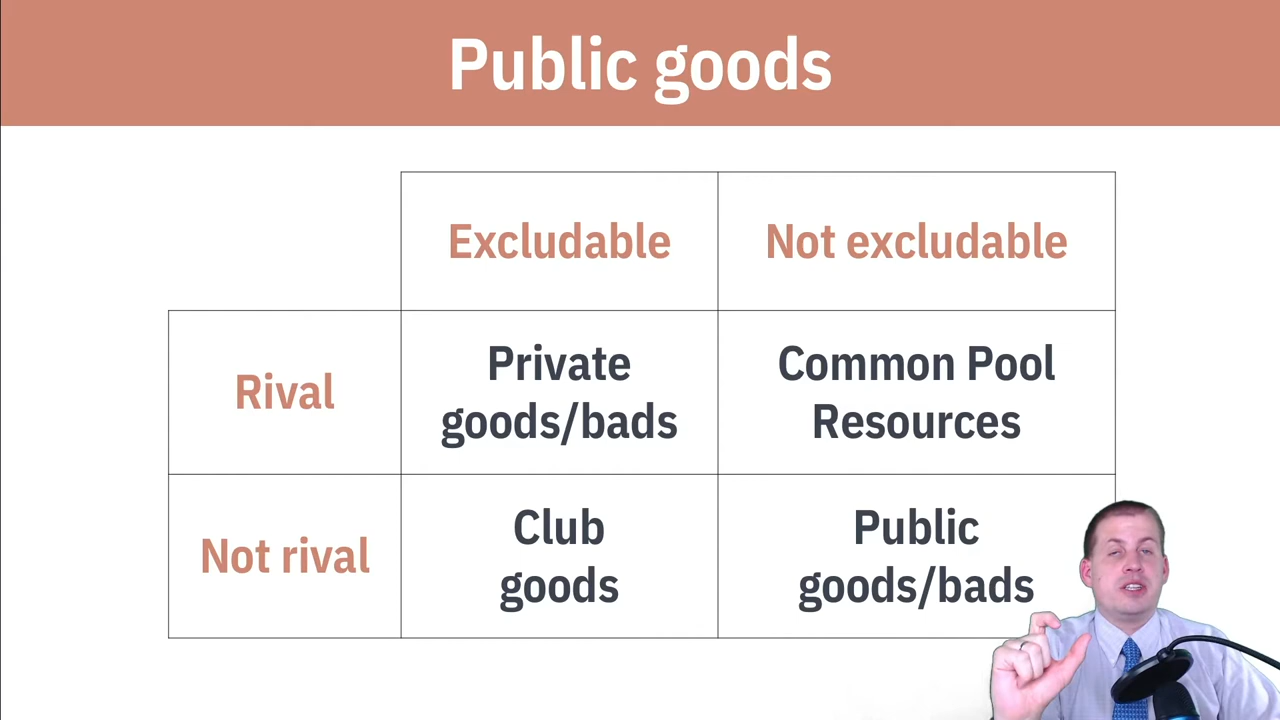 Public goods
Excludable
Not excludable
Rival
Private
goods/bads
Common Pool
Resources
Not rival
Club
goods
Public
goods/bads